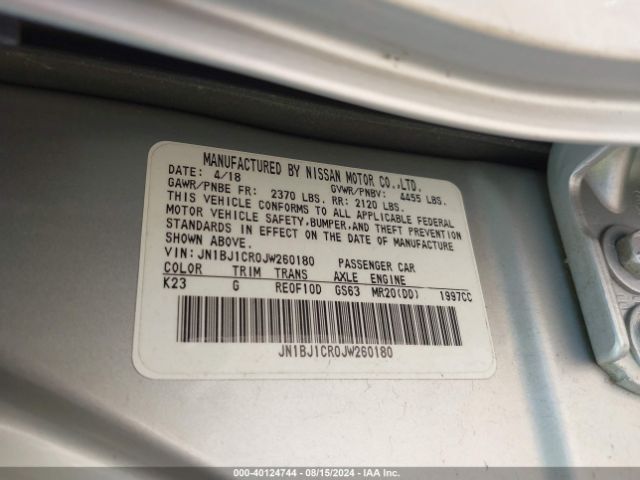 MANUFACTURED BY NISSAN MOTOR CO.,LTD.
DATE: 4/18 GVWR/PNBV: 4455 LBS.
GAWR/PNBE FR: 2370 LBS. RR: 2120 LBS.
THIS VEHICLE CONFORMS TO ALL APPLICABLE FEDERAL
MOTOR VEHICLE SAFETY,BUMPER,AND THEFT PREVENTION
STANDARDS IN EFFECT ON THE DATE OF MANUFACTURE
SHOWN ABOVE.
VIN: JN1BJ1CR0JW260180 PASSENGER CAR
COLOR TRIM TRANS AXLE ENGINE
K23 G RE0F10D GS63 MR20(DD) 1997CC
JN1BJ1CR0JW260180
000-40124744 - 08/15/2024 - IAA Inc.